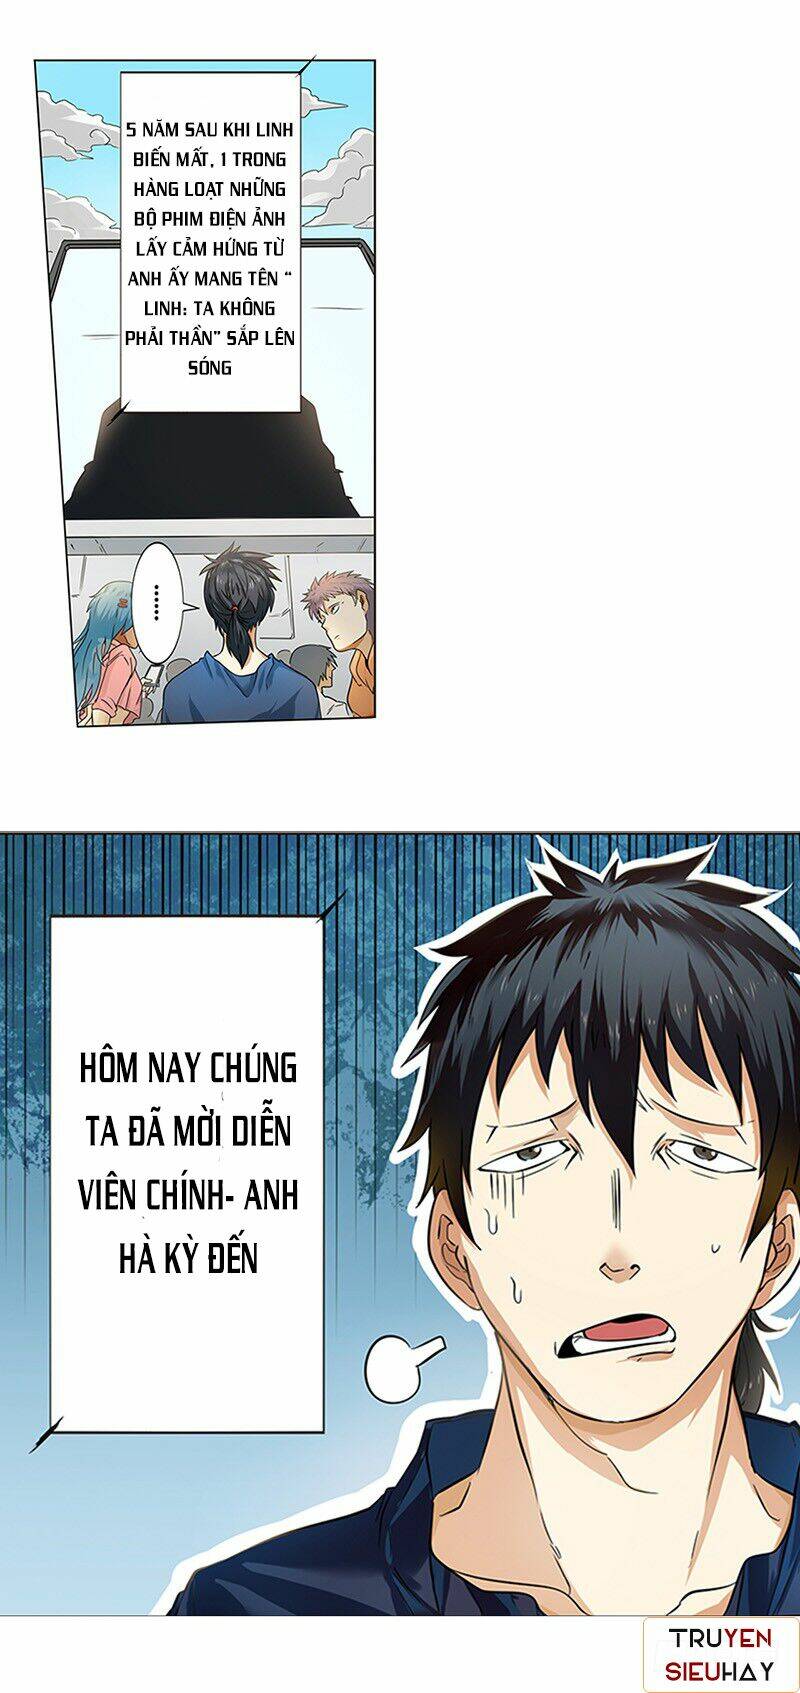 5 NĂM SAU KHI LINH
BIẾN MẤT, 1 TRONG
HÀNG LOẠT NHỮNG
BỘ PHIM ĐIỆN ẢNH
LẤY CẢM HỨNG TỪ
ANH ẤY MANG TÊN “
LINH: TA KHÔNG
PHẢI THẦN” SẮP LÊN
SÓNG
......
HÔM NAY CHÚNG
TA ĐÃ MỜI DIỄN
VIÊN CHÍNH- ANH
HÀ KỲ ĐẾN
TRUYEN
SIEUHAY